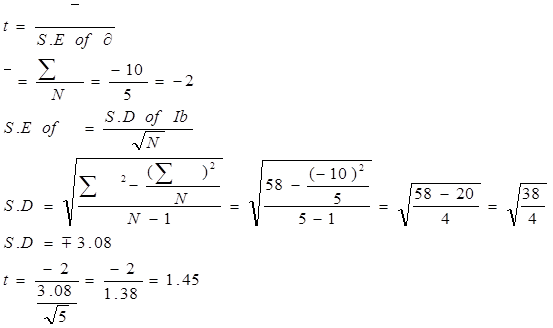 t = ¯ / S.E of ∂
¯ = ∑ / N = -10 / 5 = -2
S.E of = S.D of Ib / √N
S.D = √((∑ ² - (∑ )² / N) / (N - 1)) = √((58 - (-10)² / 5) / (5 - 1)) = √((58 - 20) / 4) = √(38 / 4)
S.D = ∓ 3.08
t = -2 / (3.08 / √5) = -2 / 1.38 = 1.45